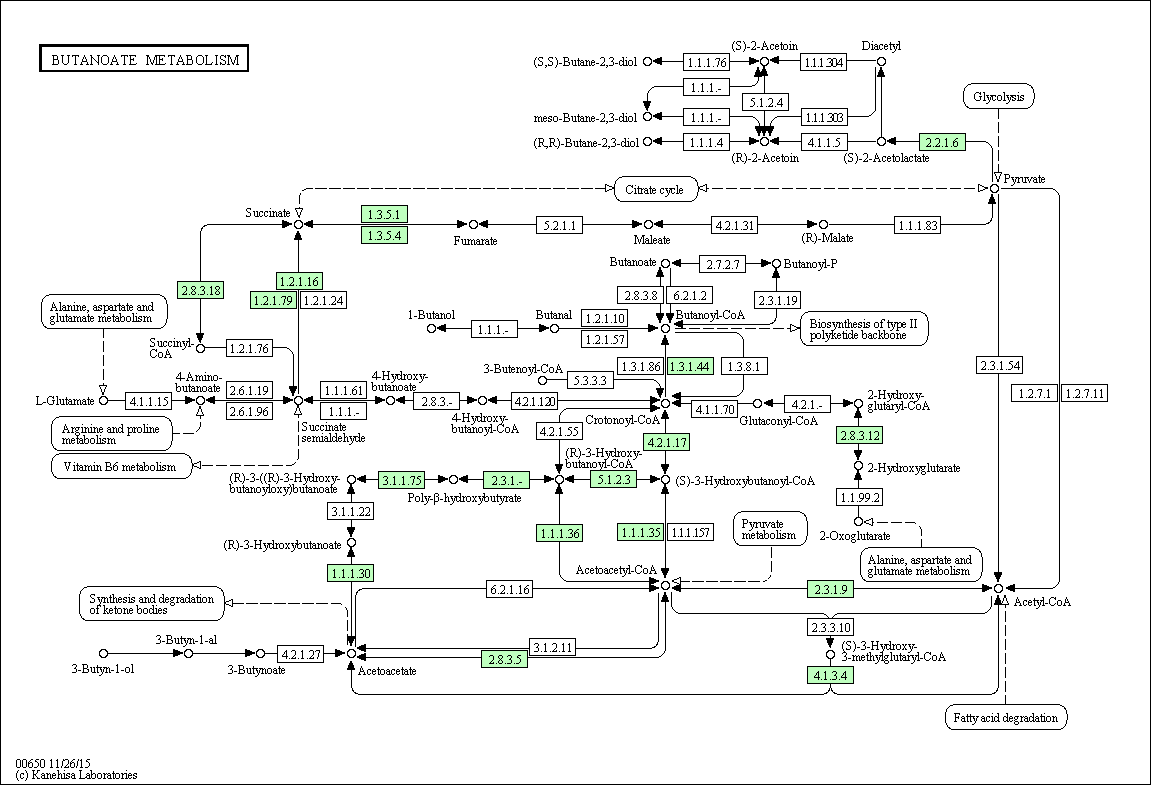 BUTANOATE METABOLISM
(S)-2-Acetoin
Diacetyl
(S,S)-Butane-2,3-diol
1.1.1.76
1.1.1.304
1.1.1.-
5.1.2.4
Glycolysis
meso-Butane-2,3-diol
1.1.1.-
1.1.1.303
(R,R)-Butane-2,3-diol
1.1.1.4
4.1.1.5
2.2.1.6
(R)-2-Acetoin
(S)-2-Acetolactate
Pyruvate
Citrate cycle
Succinate
1.3.5.1
1.3.5.4
Fumarate
5.2.1.1
Maleate
4.2.1.31
(R)-Malate
1.1.1.83
Butanoate
2.7.2.7
Butanoyl-P
2.8.3.18
1.2.1.16
1.2.1.79
1.2.1.24
2.8.3.8
6.2.1.2
2.3.1.19
Alanine, aspartate and
glutamate metabolism
1-Butanol
1.1.1.-
Butanal
1.2.1.10
1.2.1.57
Butanoyl-CoA
Biosynthesis of type II
polyketide backbone
Succinyl-
CoA
1.2.1.76
3-Butenoyl-CoA
5.3.3.3
1.3.1.86
1.3.1.44
1.3.8.1
2.3.1.54
1.2.7.1
1.2.7.11
L-Glutamate
4.1.1.15
4-Amino-
butanoate
2.6.1.19
2.6.1.96
1.1.1.61
1.1.1.-
4-Hydroxy-
butanoate
2.8.3.-
4-Hydroxy-
butanoyl-CoA
4.2.1.120
Crotonoyl-CoA
4.1.1.70
Glutaconyl-CoA
4.2.1.-
2-Hydroxy-
glutaryl-CoA
Arginine and proline
metabolism
Succinate
semialdehyde
4.2.1.55
4.2.1.17
2.8.3.12
Vitamin B6 metabolism
(R)-3-Hydroxy-
butanoyl-CoA
2-Hydroxyglutarate
(R)-3-((R)-3-Hydroxy-
butanoyloxy)butanoate
3.1.1.75
Poly-β-hydroxybutyrate
2.3.1.-
5.1.2.3
(S)-3-Hydroxybutanoyl-CoA
1.1.99.2
3.1.1.22
1.1.1.36
1.1.1.35
1.1.1.157
Pyruvate
metabolism
2-Oxoglutarate
(R)-3-Hydroxybutanoate
Alanine, aspartate and
glutamate metabolism
1.1.1.30
Acetoacetyl-CoA
6.2.1.16
2.3.1.9
Acetyl-CoA
Synthesis and degradation
of ketone bodies
2.3.3.10
3-Butyn-1-ol
3-Butyn-1-al
3-Butynoate
4.2.1.27
Acetoacetate
3.1.2.11
2.8.3.5
(S)-3-Hydroxy-
3-methylglutaryl-CoA
4.1.3.4
Fatty acid degradation
00650 11/26/15
(c) Kanehisa Laboratories